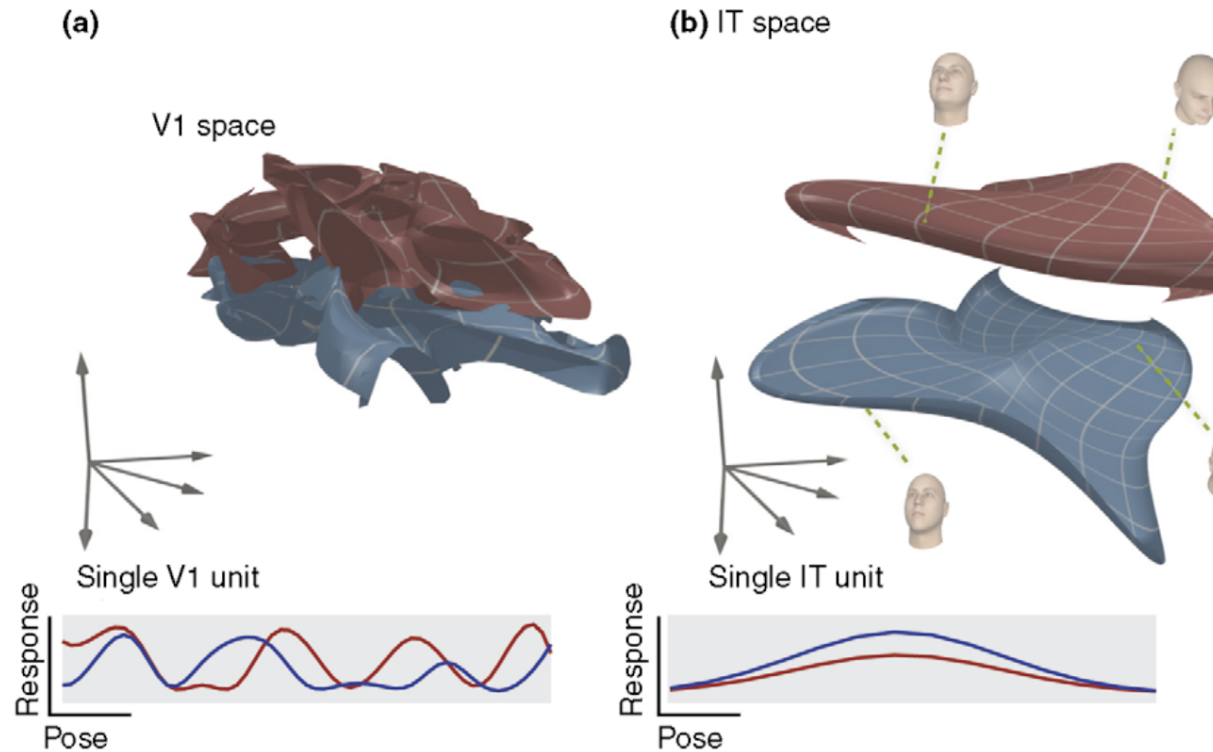 (a)
V1 space
Single V1 unit
Response
Pose
(b) IT space
Single IT unit
Response
Pose